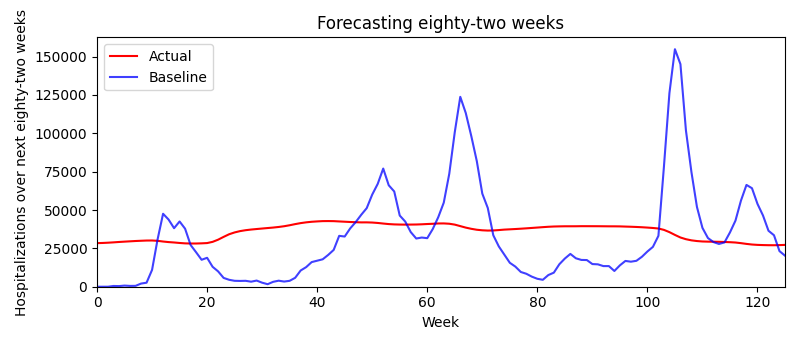 Forecasting eighty-two weeks
Hospitalizations over next eighty-two weeks
150000
125000
100000
75000
50000
25000
0
Actual
Baseline
0 20 40 60 80 100 120
Week